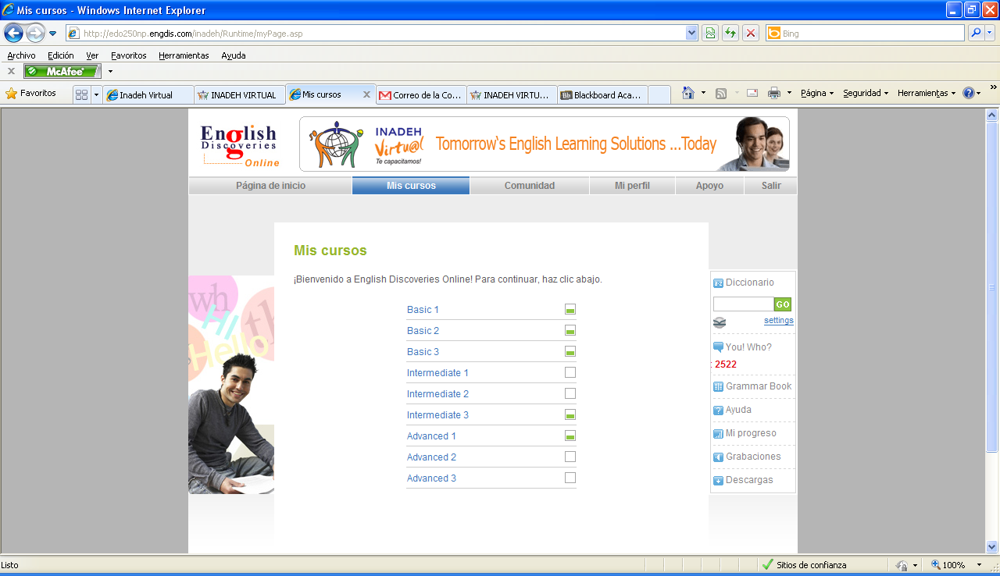 Mis cursos - Windows Internet Explorer
http://edo250np.engdis.com/inadeh/Runtime/myPage.asp
Bing
Archivo Edición Ver Favoritos Herramientas Ayuda
x McAfee
Favoritos Inadeh Virtual INADEH VIRTUAL Mis cursos Correo de la Co... INADEH VIRTU... Blackboard Aca... Página Seguridad Herramientas
English
Discoveries
Online
INADEH
Virtu@l
Te capacitamos!
Tomorrow's English Learning Solutions ...Today
Página de inicio Mis cursos Comunidad Mi perfil Apoyo Salir
Mis cursos
¡Bienvenido a English Discoveries Online! Para continuar, haz clic abajo.
Basic 1
Basic 2
Basic 3
Intermediate 1
Intermediate 2
Intermediate 3
Advanced 1
Advanced 2
Advanced 3
wh
HI
th
Hello
Diccionario
GO
settings
You! Who?
: 2522
Grammar Book
Ayuda
Mi progreso
Grabaciones
Descargas
Listo Sitios de confianza 100%